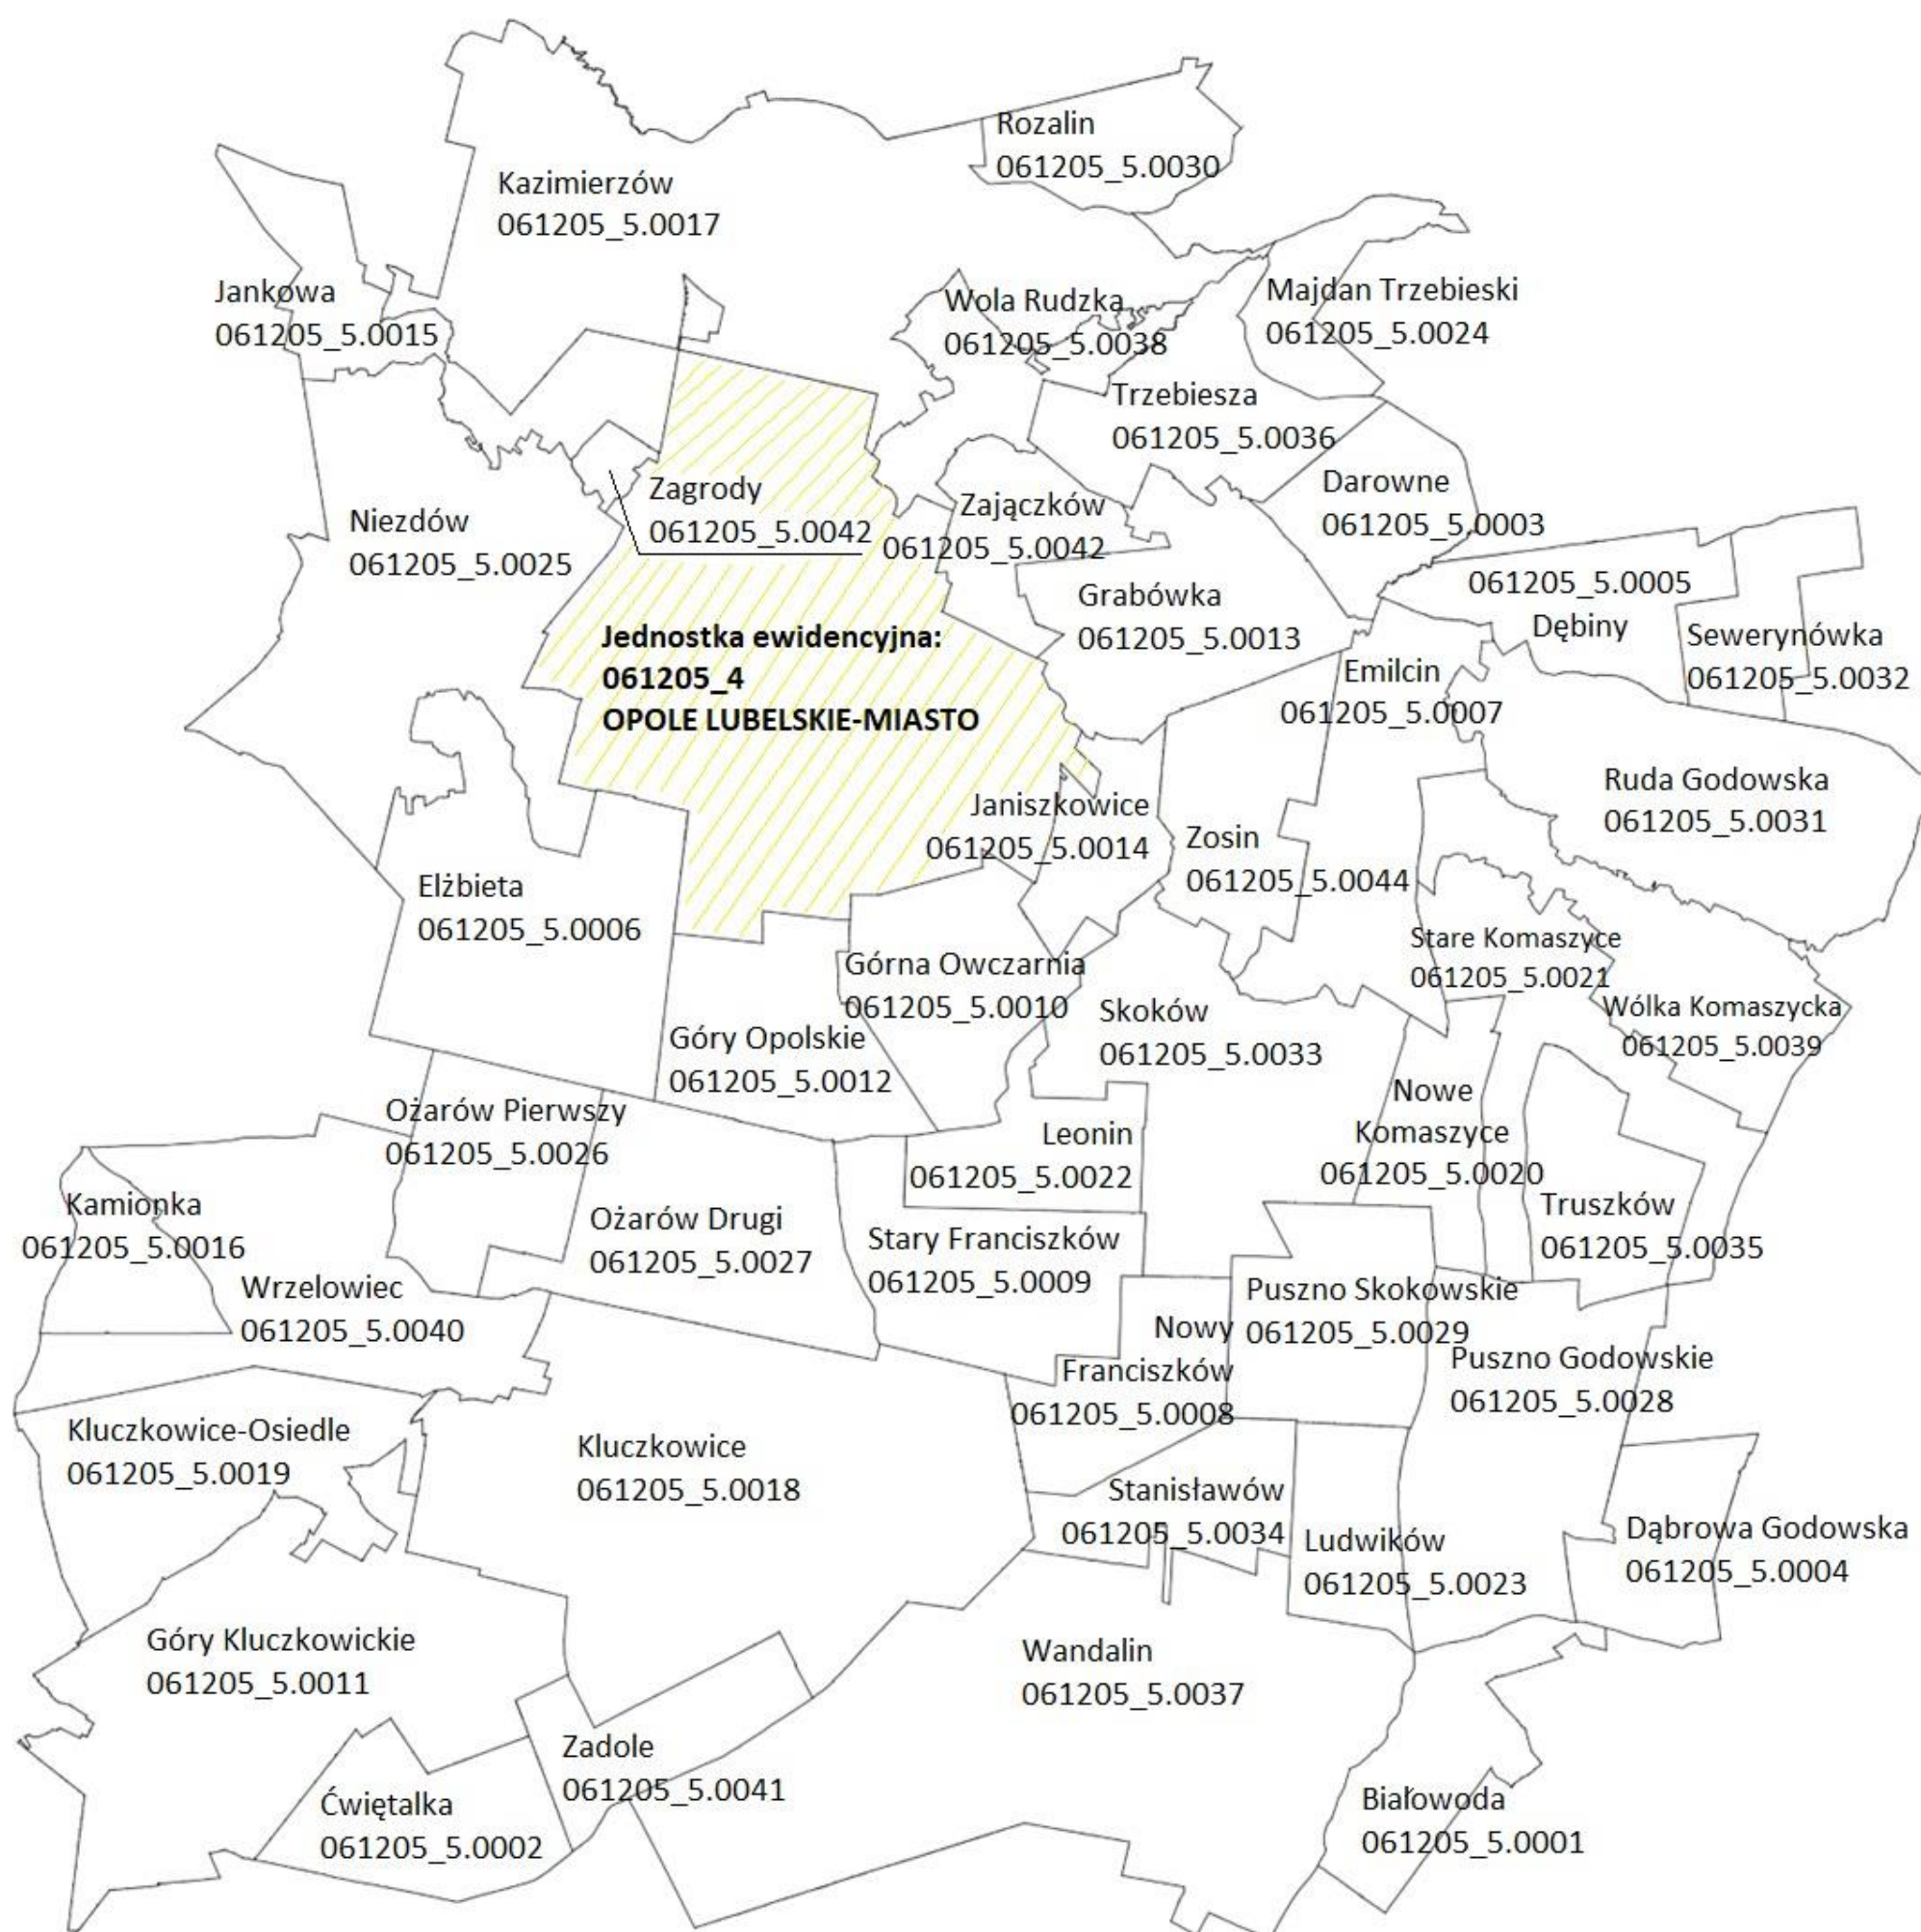 Rozalin
061205_5.0030
Kazimierzów
061205_5.0017
Jankowa
061205_5.0015
Wola Rudzka
061205_5.0038
Majdan Trzebieski
061205_5.0024
Trzebiesza
061205_5.0036
Zagrody
061205_5.0042
Zajączków
061205_5.0042
Darowne
061205_5.0003
Niezdów
061205_5.0025
061205_5.0005
Dębiny
Grabówka
061205_5.0013
Sewerynówka
061205_5.0032
Jednostka ewidencyjna:
061205_4
OPOLE LUBELSKIE-MIASTO
Emilcin
061205_5.0007
Ruda Godowska
061205_5.0031
Janiszkowice
061205_5.0014
Zosin
061205_5.0044
Elżbieta
061205_5.0006
Stare Komaszyce
061205_5.0021
Górna Owczarnia
061205_5.0010
Skoków
061205_5.0033
Wólka Komaszycka
061205_5.0039
Góry Opolskie
061205_5.0012
Nowe
Komaszyce
061205_5.0020
Ożarów Pierwszy
061205_5.0026
Leonin
061205_5.0022
Kamionka
061205_5.0016
Ożarów Drugi
061205_5.0027
Truszków
061205_5.0035
Stary Franciszków
061205_5.0009
Wrzelowiec
061205_5.0040
Puszno Skokowskie
061205_5.0029
Nowy
Franciszków
061205_5.0008
Puszno Godowskie
061205_5.0028
Kluczkowice-Osiedle
061205_5.0019
Kluczkowice
061205_5.0018
Stanisławów
061205_5.0034
Ludwików
061205_5.0023
Dąbrowa Godowska
061205_5.0004
Góry Kluczkowickie
061205_5.0011
Wandalin
061205_5.0037
Zadole
061205_5.0041
Ćwiętalka
061205_5.0002
Białowoda
061205_5.0001